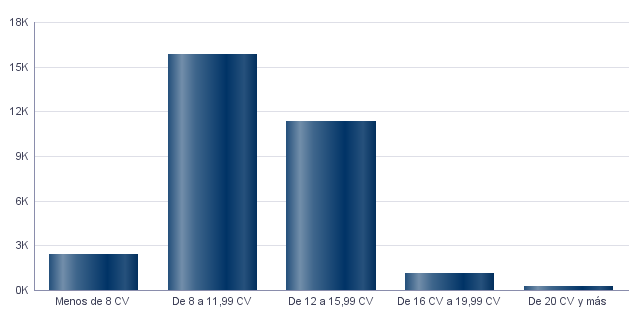 18K
15K
12K
9K
6K
3K
0K
Menos de 8 CV
De 8 a 11,99 CV
De 12 a 15,99 CV
De 16 CV a 19,99 CV
De 20 CV y más